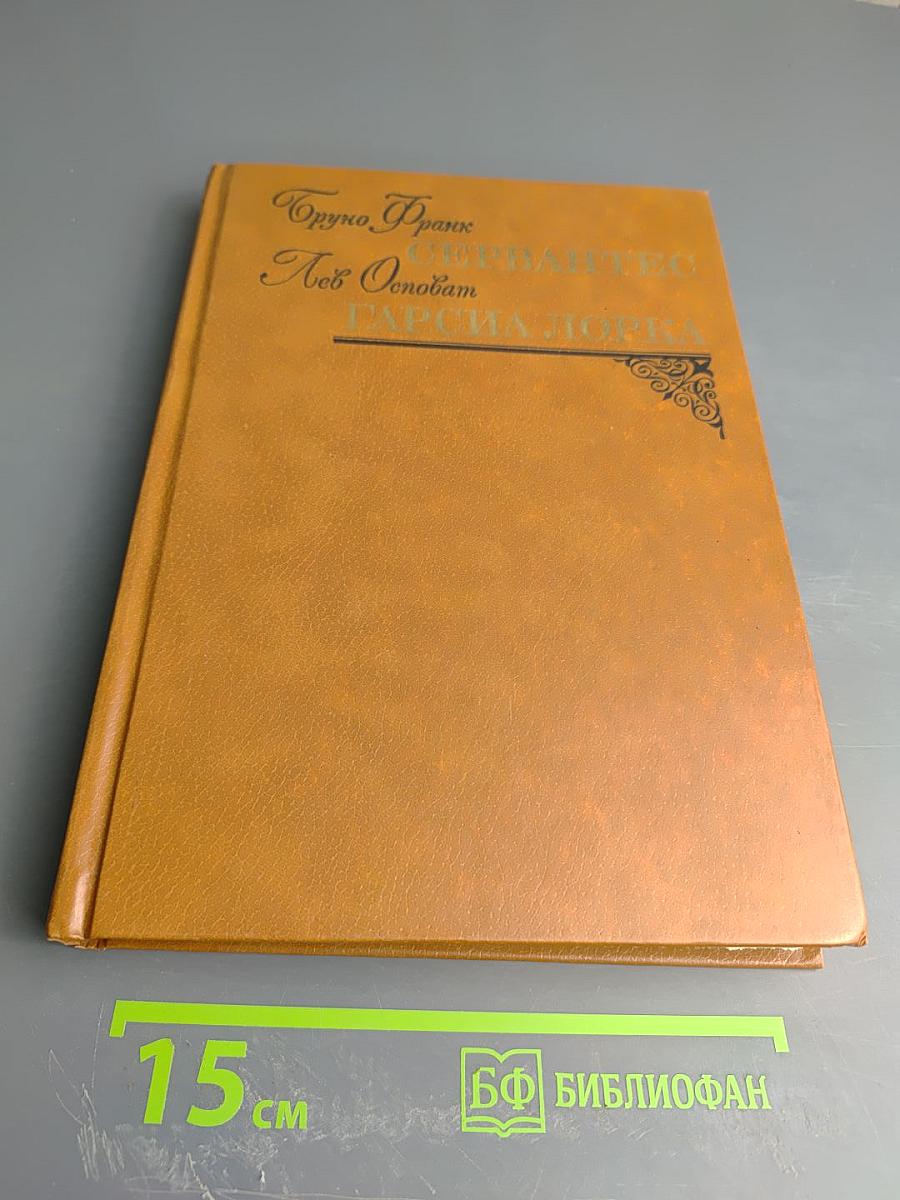 Бруно Франк
СЕРВАНТЕС
Лев Осповат
ГАРСИА ЛОРКА
15 см
БФ БИБЛИОФАН